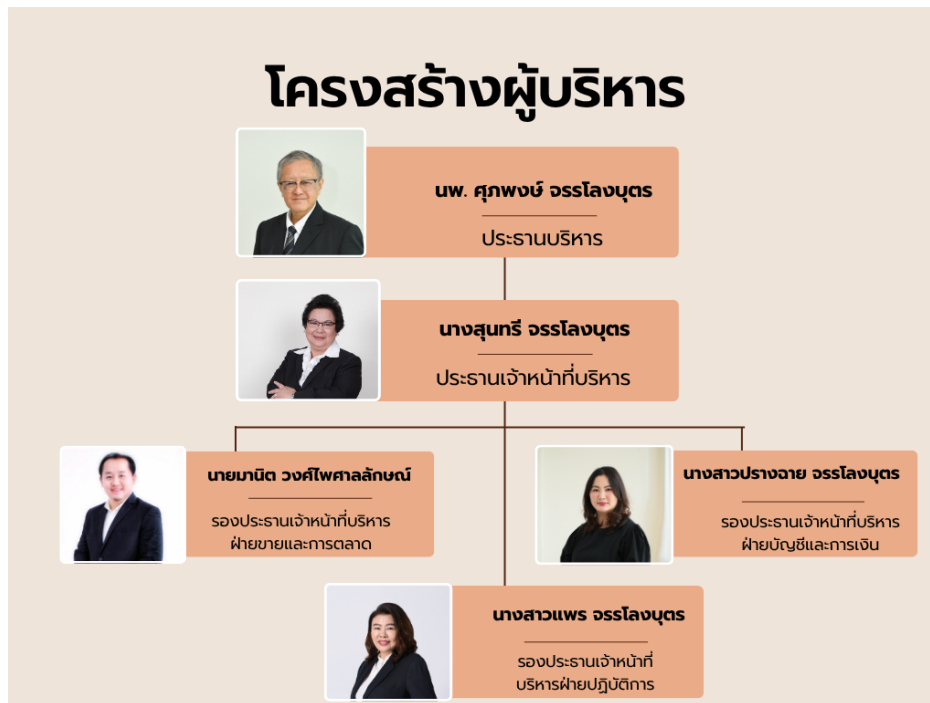 โครงสร้างผู้บริหาร
นพ. ศุภพงษ์ จรรโลงบุตร
ประธานบริหาร
นางสุนทรี จรรโลงบุตร
ประธานเจ้าหน้าที่บริหาร
นายมานิต วงศ์ไพศาลลักษณ์
รองประธานเจ้าหน้าที่บริหาร
ฝ่ายขายและการตลาด
นางสาวปรางฉาย จรรโลงบุตร
รองประธานเจ้าหน้าที่บริหาร
ฝ่ายบัญชีและการเงิน
นางสาวแพร จรรโลงบุตร
รองประธานเจ้าหน้าที่
บริหารฝ่ายปฏิบัติการ